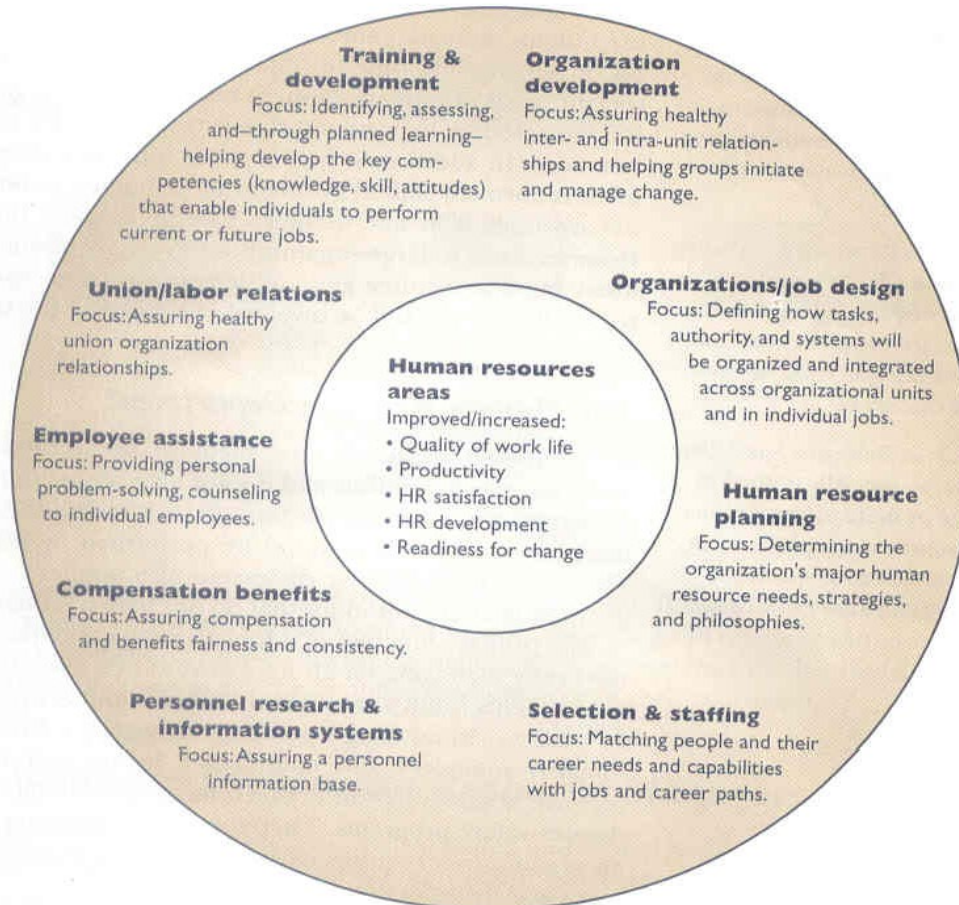 Training &
development
Focus: Identifying, assessing,
and–through planned learning–
helping develop the key com-
petencies (knowledge, skill, attitudes)
that enable individuals to perform
current or future jobs.
Organization
development
Focus: Assuring healthy
inter- and intra-unit relation-
ships and helping groups initiate
and manage change.
Union/labor relations
Focus: Assuring healthy
union organization
relationships.
Organizations/job design
Focus: Defining how tasks,
authority, and systems will
be organized and integrated
across organizational units
and in individual jobs.
Human resources
areas
Improved/increased:
• Quality of work life
• Productivity
• HR satisfaction
• HR development
• Readiness for change
Employee assistance
Focus: Providing personal
problem-solving, counseling
to individual employees.
Human resource
planning
Focus: Determining the
organization's major human
resource needs, strategies,
and philosophies.
Compensation benefits
Focus: Assuring compensation
and benefits fairness and consistency.
Personnel research &
information systems
Focus: Assuring a personnel
information base.
Selection & staffing
Focus: Matching people and their
career needs and capabilities
with jobs and career paths.